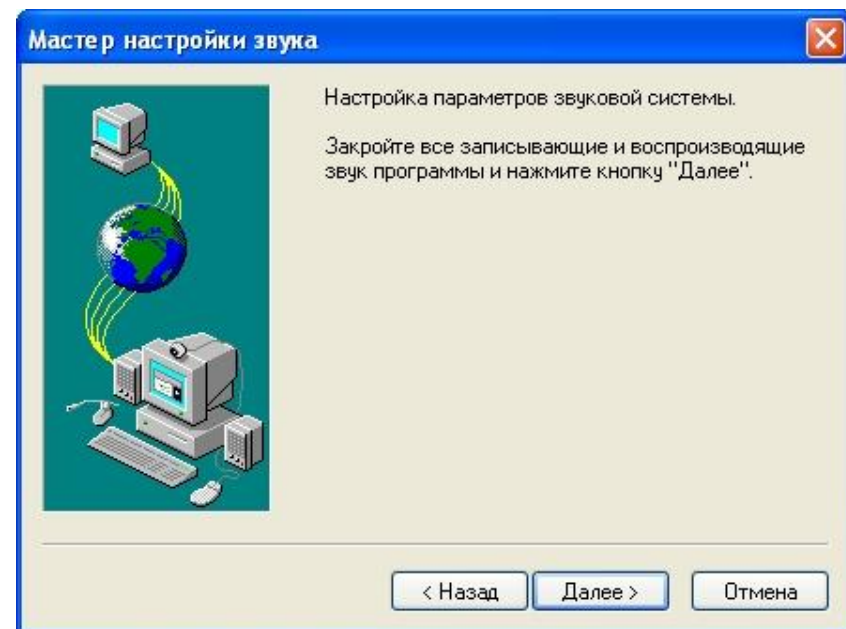 Мастер настройки звука
Настройка параметров звуковой системы.
Закройте все записывающие и воспроизводящие
звук программы и нажмите кнопку "Далее".
< Назад Далее > Отмена